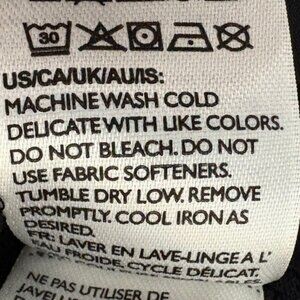 30
US/CA/UK/AU/IS:
MACHINE WASH COLD
DELICATE WITH LIKE COLORS.
DO NOT BLEACH. DO NOT
USE FABRIC SOFTENERS.
TUMBLE DRY LOW. REMOVE
PROMPTLY. COOL IRON AS
DESIRED.
LAVER EN LAVE-LINGE A L'
EAU FROIDE, CYCLE DÉLICAT.
NE PAS UTILISER DE